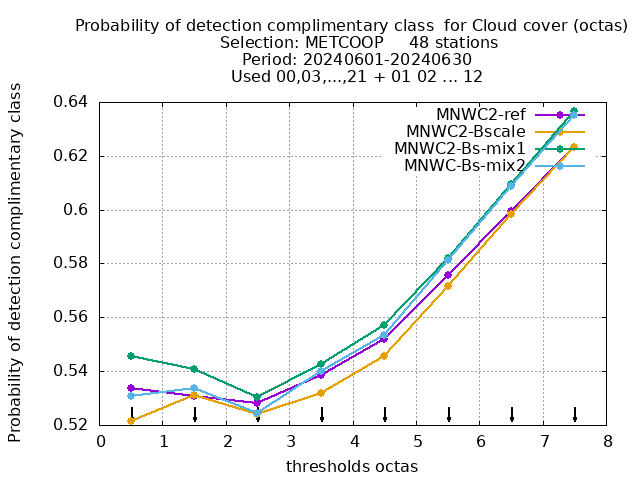 Probability of detection complimentary class  for Cloud cover (octas)
Selection: METCOOP     48 stations
Period: 20240601-20240630
Used 00,03,...,21 + 01 02 ... 12
Probability of detection complimentary class
0.64
0.62
0.6
0.58
0.56
0.54
0.52
MNWC2-ref
MNWC2-Bscale
MNWC2-Bs-mix1
MNWC-Bs-mix2
0 1 2 3 4 5 6 7 8
thresholds octas